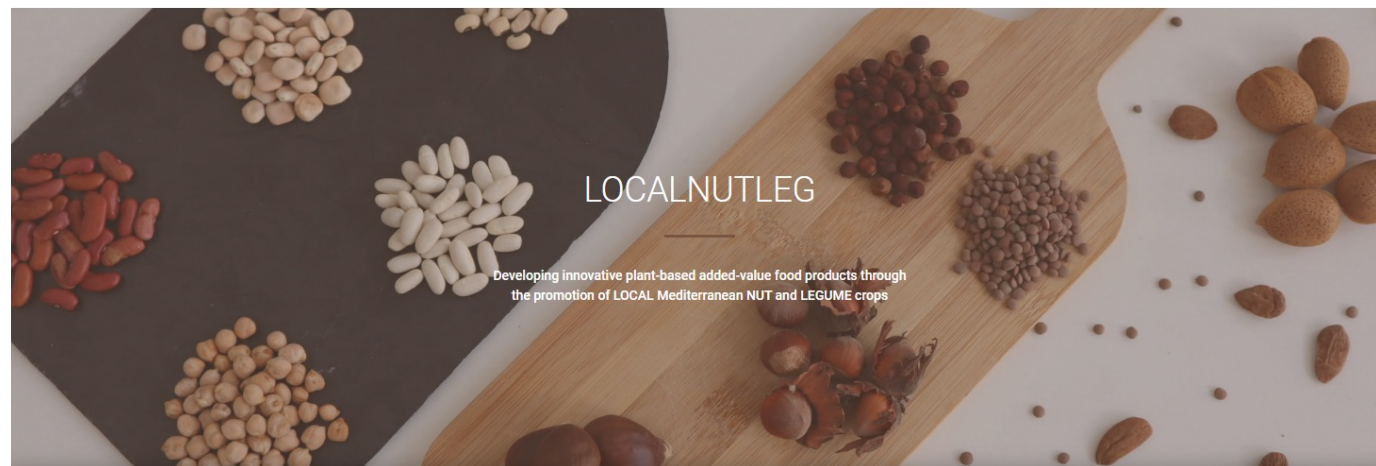 LOCALNUTLEG
Developing innovative plant-based added-value food products through
the promotion of LOCAL Mediterranean NUT and LEGUME crops